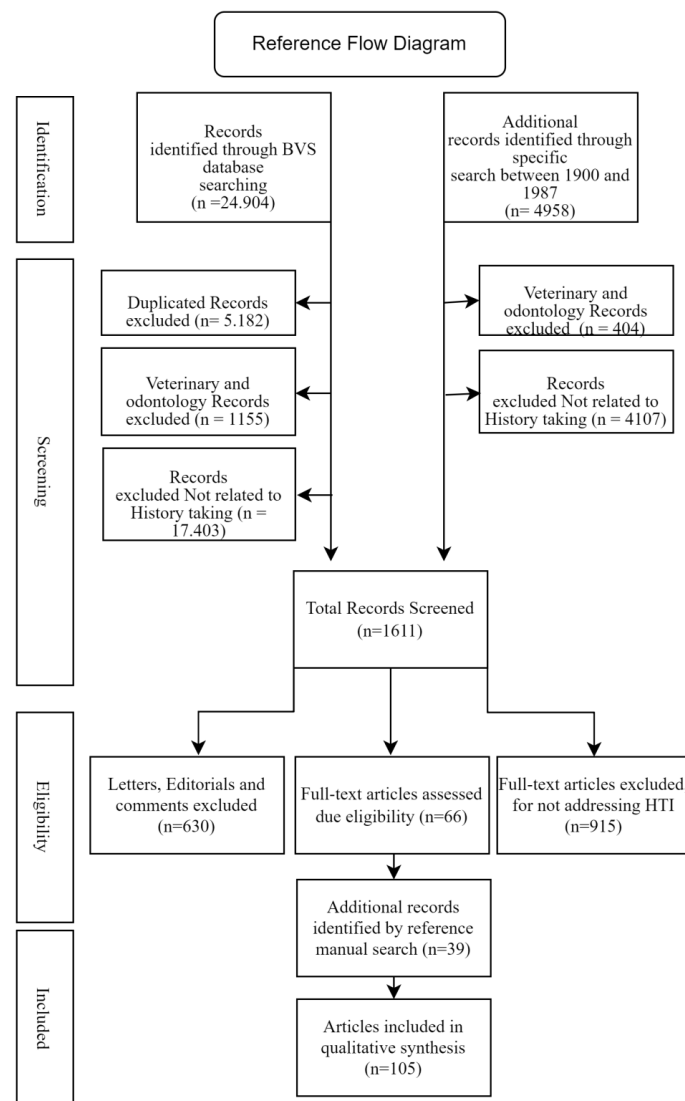 Reference Flow Diagram
Identification
Records
identified through BVS
database
searching
(n =24.904)
Additional
records identified through
specific
search between 1900 and
1987
(n= 4958)
Screening
Duplicated Records
excluded (n= 5.182)
Veterinary and
odontology Records
excluded (n = 404)
Veterinary and
odontology Records
excluded (n = 1155)
Records
excluded Not related to
History taking (n = 4107)
Records
excluded Not related to
History taking (n =
17.403)
Total Records Screened
(n=1611)
Eligibility
Letters, Editorials and
comments excluded
(n=630)
Full-text articles assessed
due eligibility (n=66)
Full-text articles excluded
for not addressing HTI
(n=915)
Additional records
identified by reference
manual search (n=39)
Included
Articles included in
qualitative synthesis
(n=105)